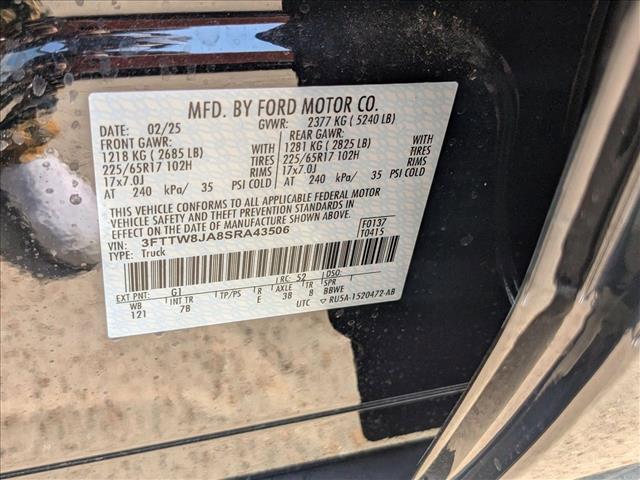 MFD. BY FORD MOTOR CO.
DATE: 02/25 GVWR: 2377 KG ( 5240 LB)
FRONT GAWR: WITH REAR GAWR: WITH
1218 KG ( 2685 LB) TIRES 1281 KG ( 2825 LB) TIRES
225/65R17 102H RIMS 225/65R17 102H RIMS
17x7.0J 17x7.0J
AT 240 kPa/ 35 PSI COLD AT 240 kPa/ 35 PSI COLD
THIS VEHICLE CONFORMS TO ALL APPLICABLE FEDERAL MOTOR
VEHICLE SAFETY AND THEFT PREVENTION STANDARDS IN
EFFECT ON THE DATE OF MANUFACTURE SHOWN ABOVE.
VIN: 3FTTW8JA8SRA43506 F0137
TYPE: Truck T0415
RC: 52 DSO:
EXT PNT: G1 TP/PS R AXLE TR SPR
WB INT TR E 38 8 BBWE
121 7B UTC RU5A-1520472-AB